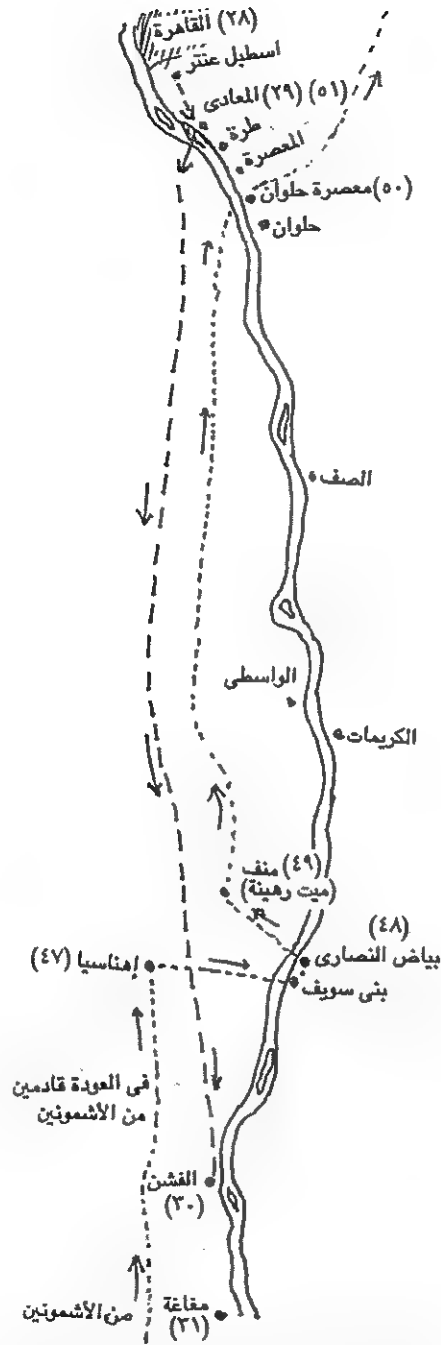 (٢٨) القاهرة
اسطبل عنتر
(٥١) (٢٩) المعادى
طرة
المعصرة
(٥٠) معصرة حلوان
حلوان
الصف
الواسطى
الكريمات
(٤٩) منف
(ميت رهينة)
(٤٨)
بياض النصارى
إهناسيا (٤٧)
بنى سويف
فى العودة قادمين
من الأشمونين
الفشن
(٣٠)
من الأشمونين
مغاغة
(٣١)